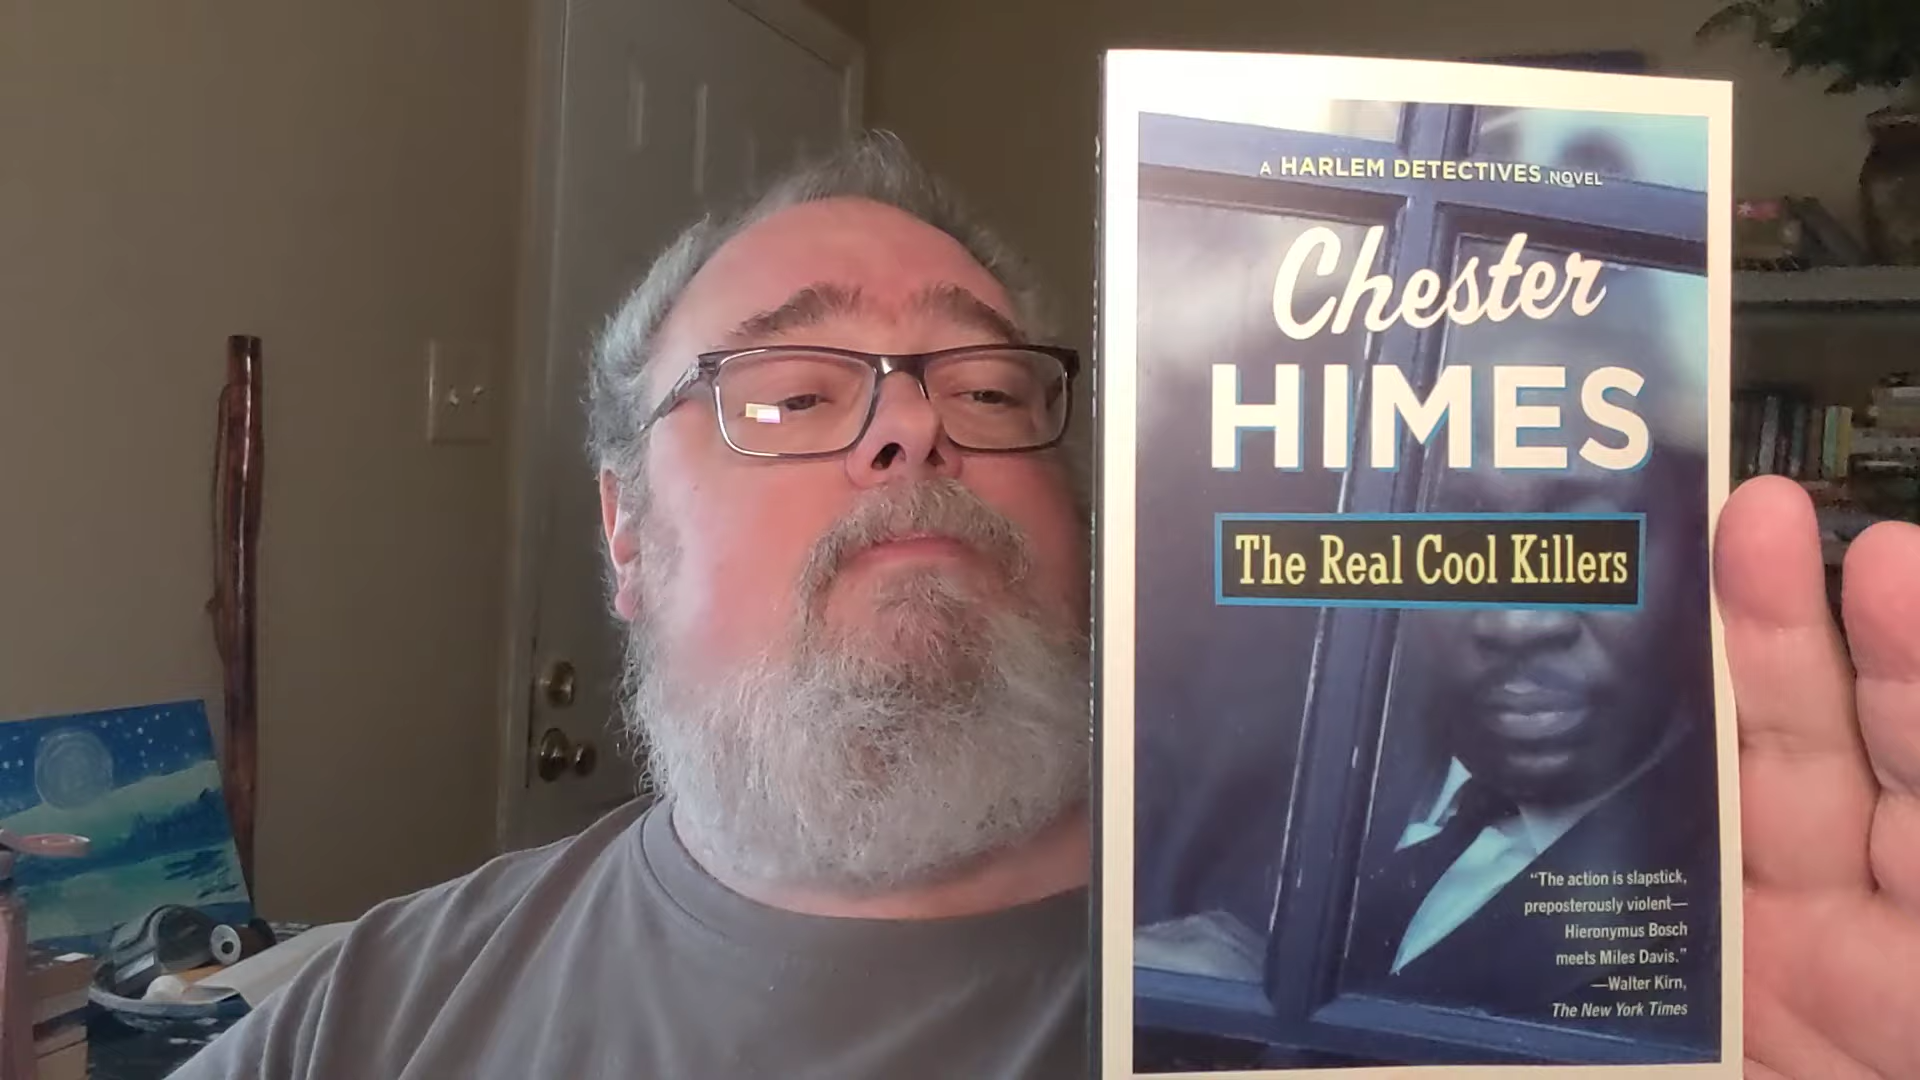 A HARLEM DETECTIVES NOVEL
Chester
HIMES
The Real Cool Killers
“The action is slapstick,
preposterously violent—
Hieronymus Bosch
meets Miles Davis.”
—Walter Kirn,
The New York Times